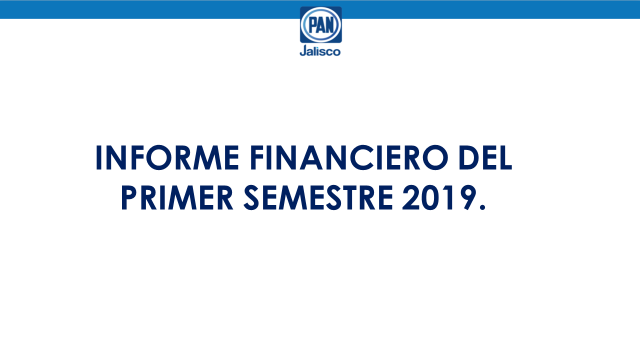 PAN
Jalisco
INFORME FINANCIERO DEL
PRIMER SEMESTRE 2019.